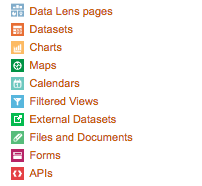 Data Lens pages
Datasets
Charts
Maps
Calendars
Filtered Views
External Datasets
Files and Documents
Forms
APIs